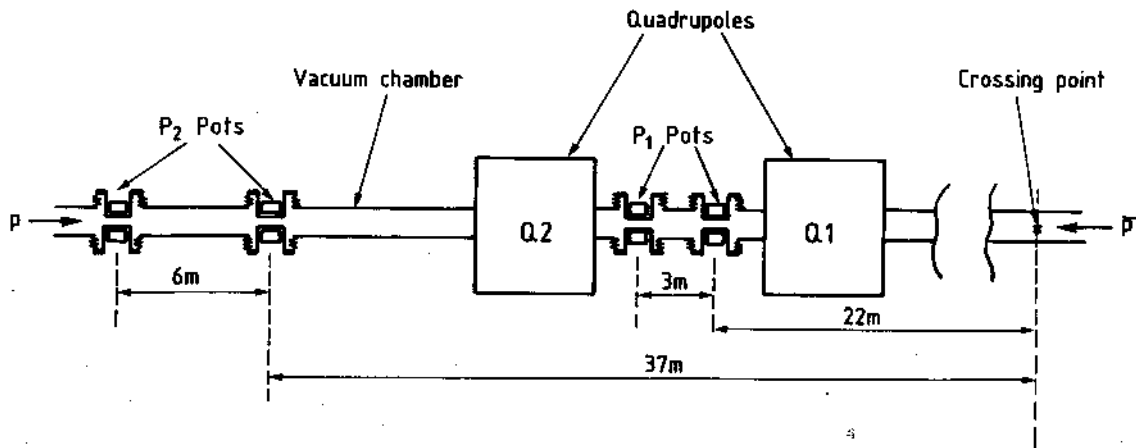 Quadrupoles
Vacuum chamber
Crossing point
P₂ Pots
P₁ Pots
p
Q2
Q1
p̅
6m
3m
22m
37m